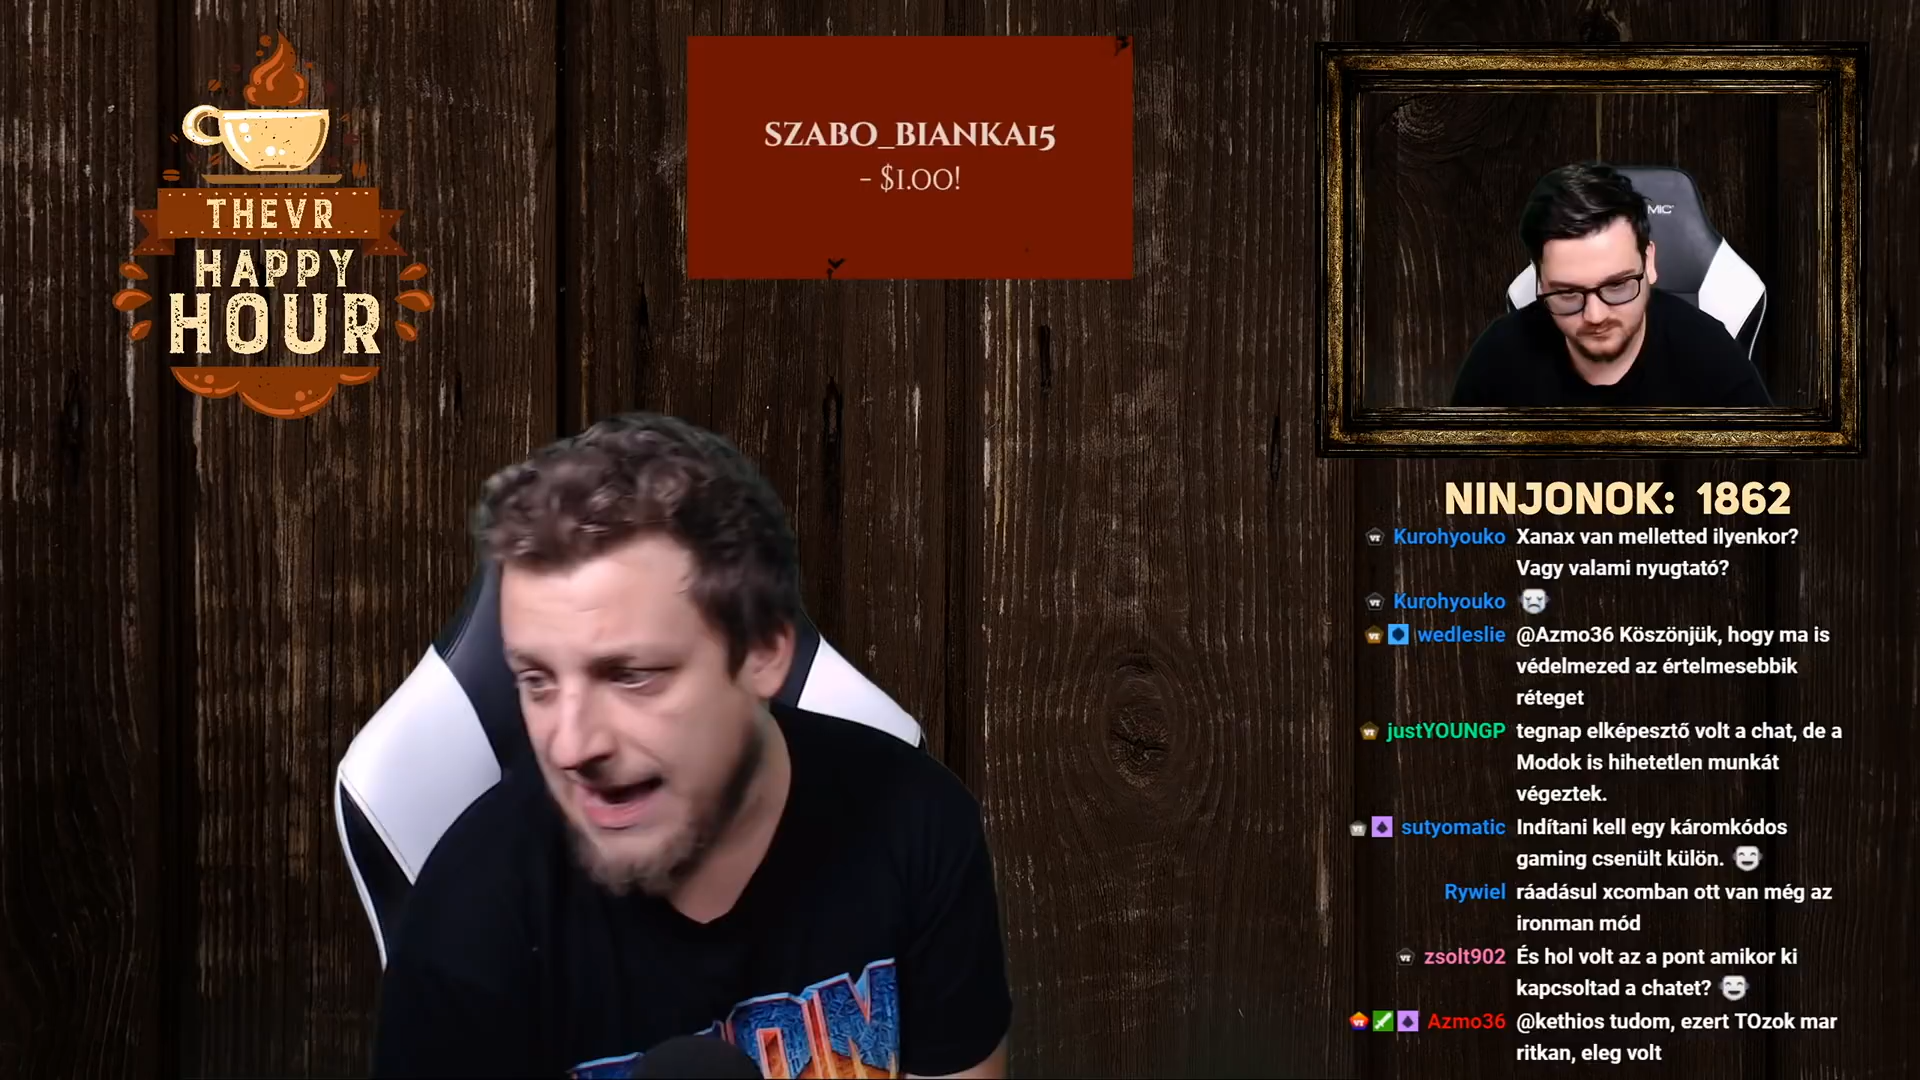 THEVR
HAPPY
HOUR
SZABO_BIANKA15
- $1.00!
MIC
NINJONOK: 1862
Kurohyouko Xanax van melletted ilyenkor?
Vagy valami nyugtató?
Kurohyouko
wedleslie @Azmo36 Köszönjük, hogy ma is
védelmezed az értelmesebbik
réteget
justYOUNGP tegnap elképesztő volt a chat, de a
Modok is hihetetlen munkát
végeztek.
sutyomatic Indítani kell egy káromkódos
gaming csenült külön.
Rywiel ráadásul xcomban ott van még az
ironman mód
zsolt902 És hol volt az a pont amikor ki
kapcsoltad a chatet?
Azmo36 @kethios tudom, ezert TOzok mar
ritkan, eleg volt